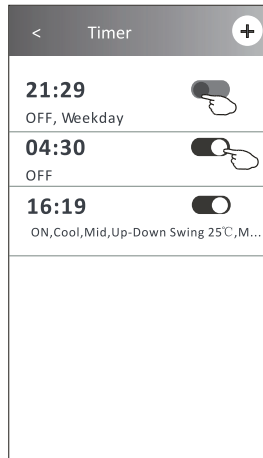 < Timer +
21:29
OFF, Weekday
04:30
OFF
16:19
ON,Cool,Mid,Up-Down Swing 25℃,M...